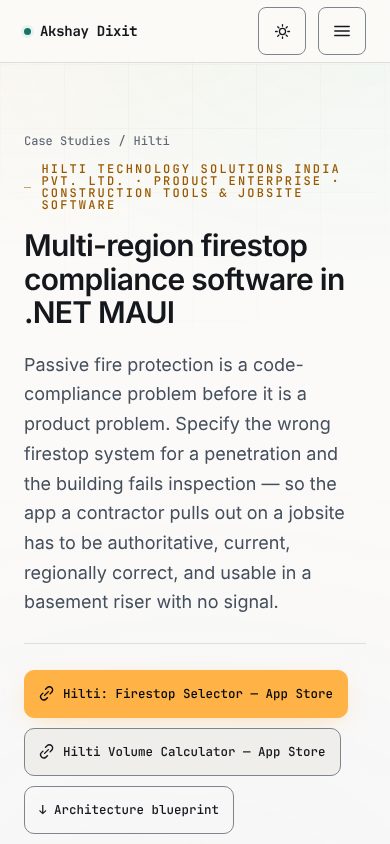 Akshay Dixit
Case Studies / Hilti
— HILTI TECHNOLOGY SOLUTIONS INDIA
PVT. LTD. · PRODUCT ENTERPRISE ·
CONSTRUCTION TOOLS & JOBSITE
SOFTWARE
Multi-region firestop
compliance software in
.NET MAUI
Passive fire protection is a code-
compliance problem before it is a
product problem. Specify the wrong
firestop system for a penetration and
the building fails inspection — so the
app a contractor pulls out on a jobsite
has to be authoritative, current,
regionally correct, and usable in a
basement riser with no signal.
Hilti: Firestop Selector — App Store
Hilti Volume Calculator — App Store
↓ Architecture blueprint